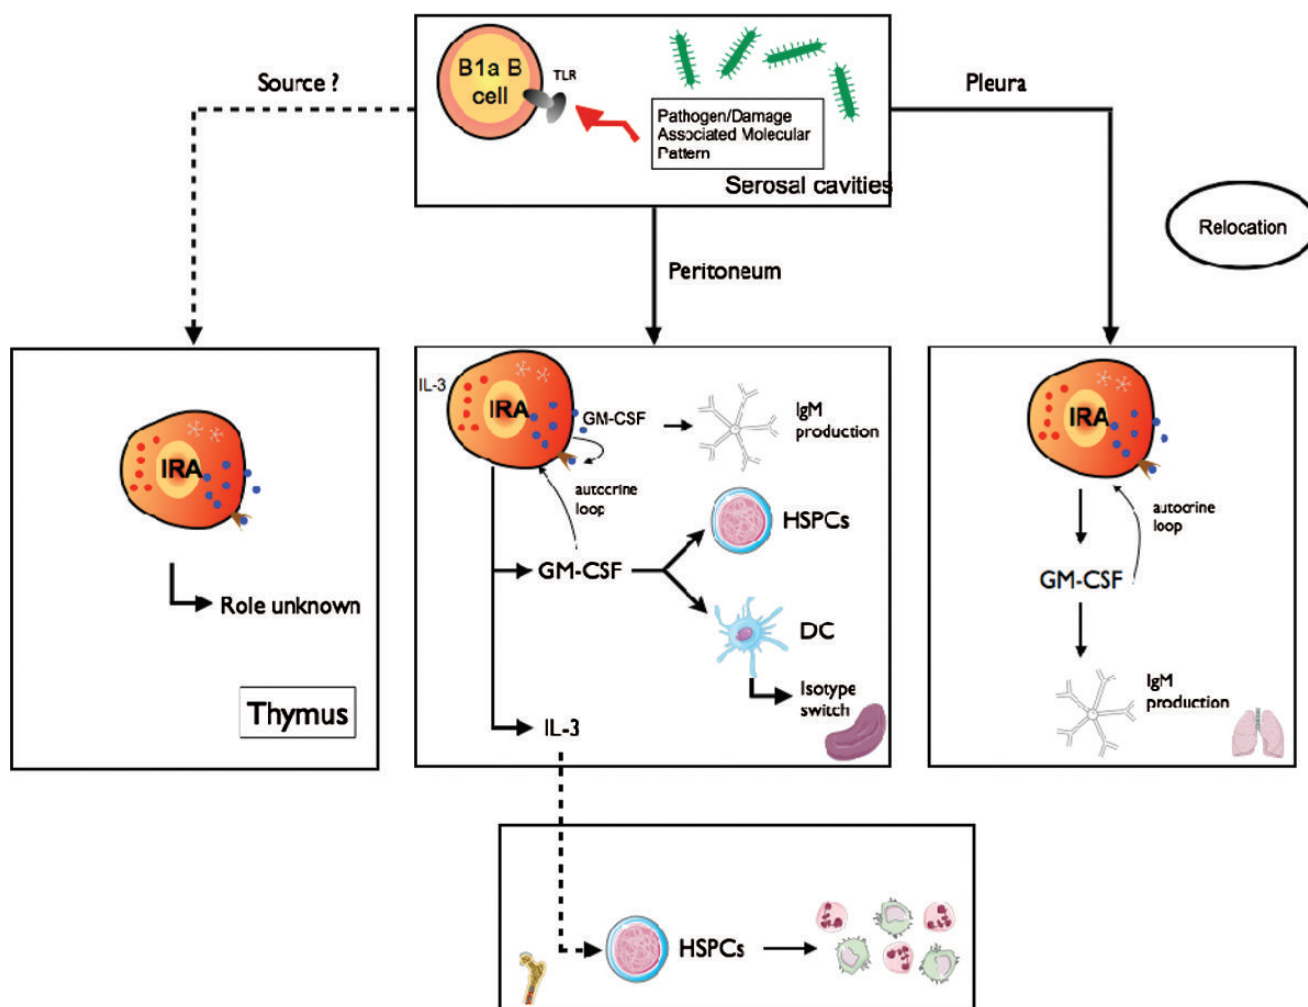 B1a B
cell
TLR
Pathogen/Damage
Associated Molecular
Pattern
Serosal cavities
Source ?
Pleura
Peritoneum
Relocation
IRA
Role unknown
Thymus
IL-3
IRA
GM-CSF
autocrine
loop
IgM
production
HSPCs
GM-CSF
DC
Isotype
switch
IL-3
IRA
autocrine
loop
GM-CSF
IgM
production
HSPCs